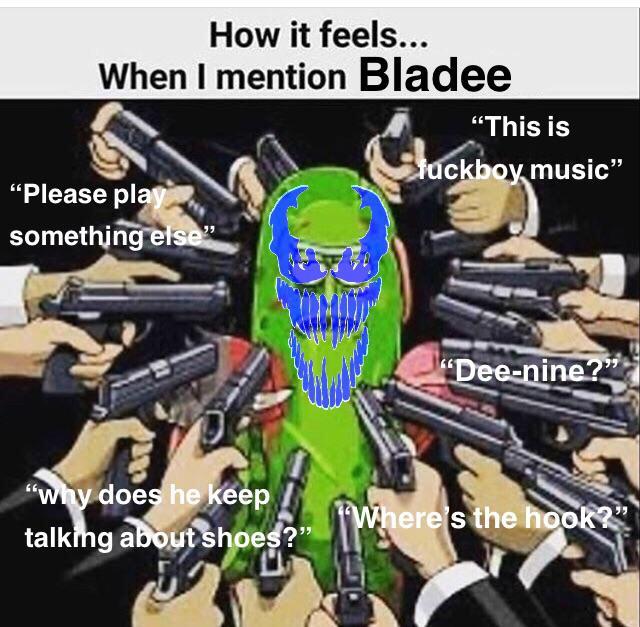 How it feels...
When I mention Bladee
“This is
fuckboy music”
“Please play
something else”
“Dee-nine?”
“why does he keep
talking about shoes?”
“Where’s the hook?”